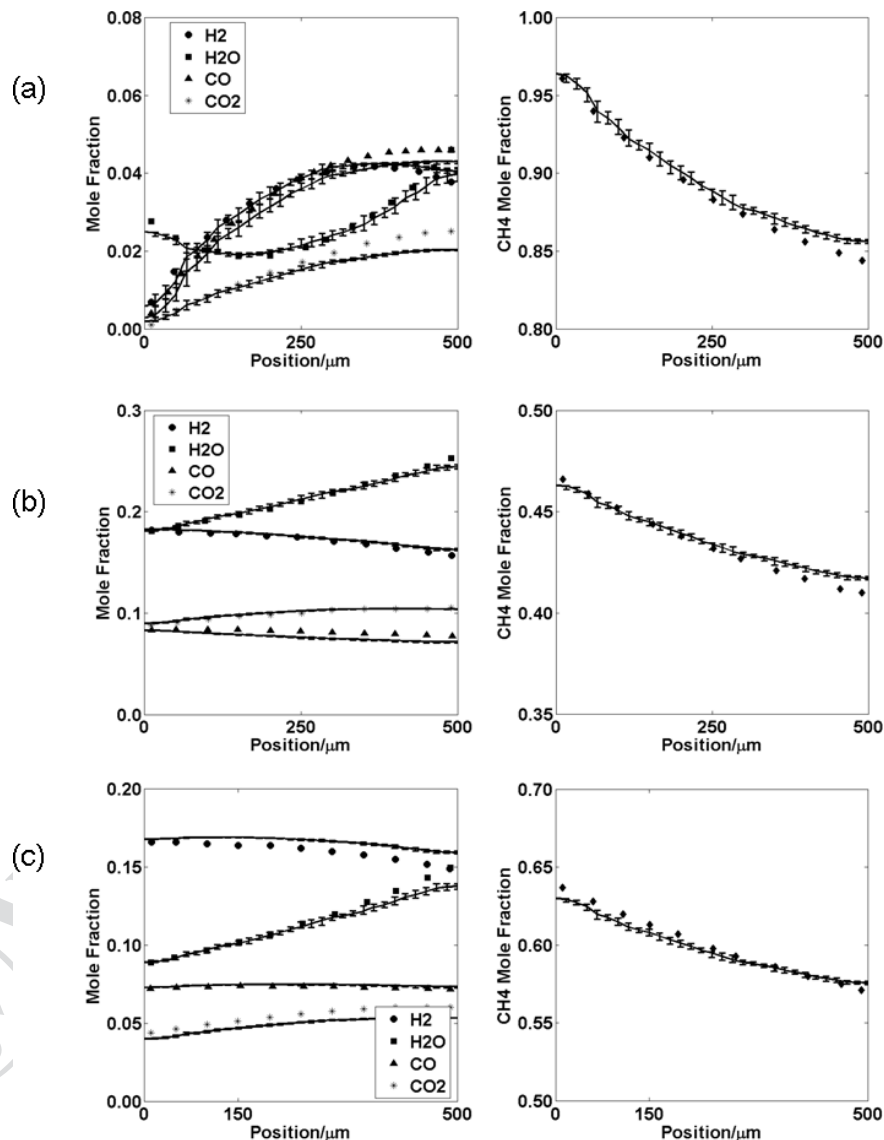 (a)
0.08
0.06
0.04
0.02
0.00
Mole Fraction
H2
H2O
CO
CO2
0
250
500
Position/μm
1.00
0.95
0.90
0.85
0.80
CH4 Mole Fraction
0
250
500
Position/μm
(b)
0.3
0.2
0.1
0.0
Mole Fraction
H2
H2O
CO
CO2
0
250
500
Position/μm
0.50
0.45
0.40
0.35
CH4 Mole Fraction
0
250
500
Position/μm
(c)
0.20
0.15
0.10
0.05
0.00
Mole Fraction
H2
H2O
CO
CO2
0
150
500
Position/μm
0.70
0.65
0.60
0.55
0.50
CH4 Mole Fraction
0
150
500
Position/μm